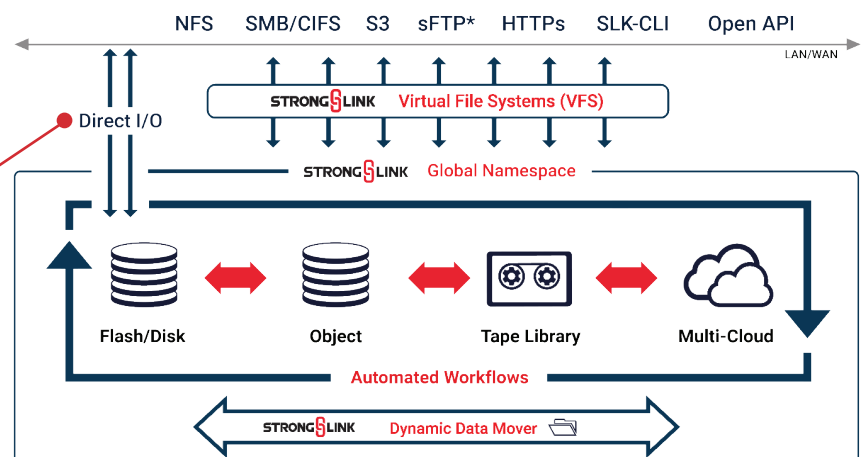 NFS SMB/CIFS S3 sFTP* HTTPs SLK-CLI Open API
LAN/WAN
STRONGLINK Virtual File Systems (VFS)
Direct I/O
STRONGLINK Global Namespace
Flash/Disk Object Tape Library Multi-Cloud
Automated Workflows
STRONGLINK Dynamic Data Mover